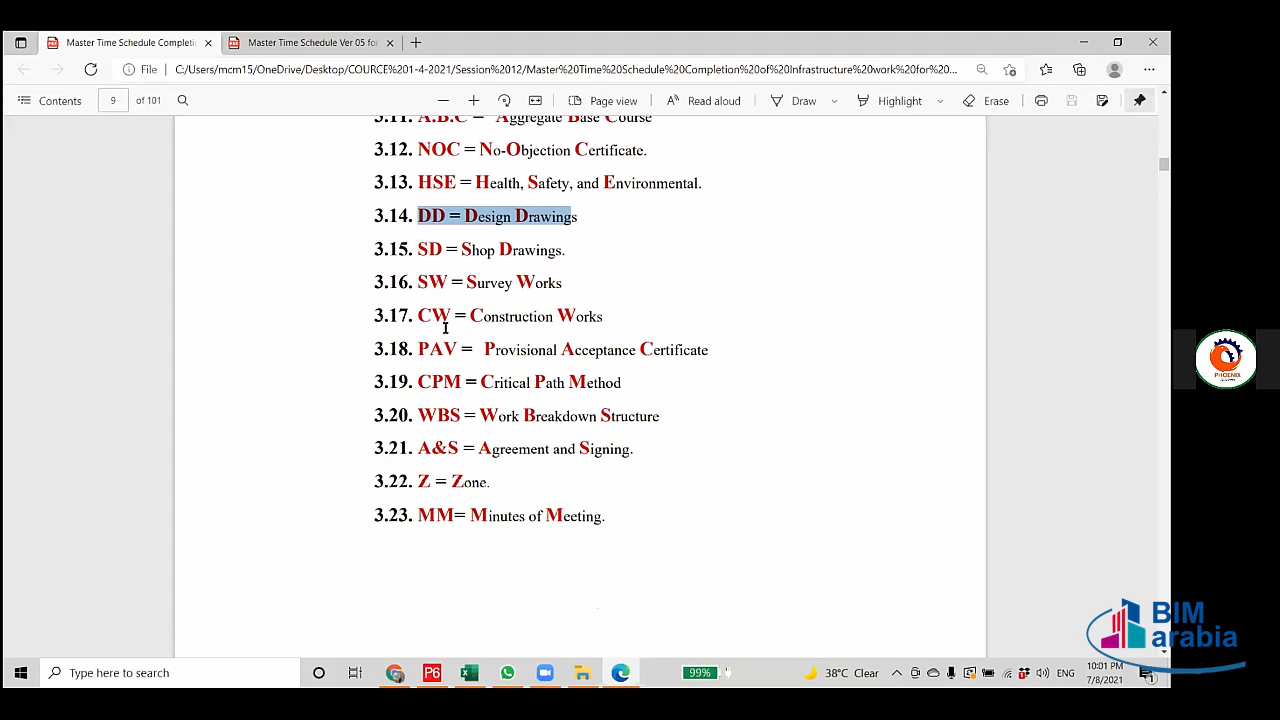 Master Time Schedule Completi
Master Time Schedule Ver 05 fo
File
C:/Users/mcm15/OneDrive/Desktop/COURCE%201-4-2021/Session%2012/Master%20Time%20Schedule%20Completion%20of%20Infrastructure%20work%20for%20...
Contents 9 of 101
Page view
Read aloud
Draw
Highlight
Erase
3.11. A.B.C = Aggregate Base Course
3.12. NOC = No-Objection Certificate.
3.13. HSE = Health, Safety, and Environmental.
3.14. DD = Design Drawings
3.15. SD = Shop Drawings.
3.16. SW = Survey Works
3.17. CW = Construction Works
3.18. PAV = Provisional Acceptance Certificate
3.19. CPM = Critical Path Method
3.20. WBS = Work Breakdown Structure
3.21. A&S = Agreement and Signing.
3.22. Z = Zone.
3.23. MM= Minutes of Meeting.
PHOENIX
BIM
arabia
Type here to search
P6
99%
38°C Clear
ENG
10:01 PM
7/8/2021